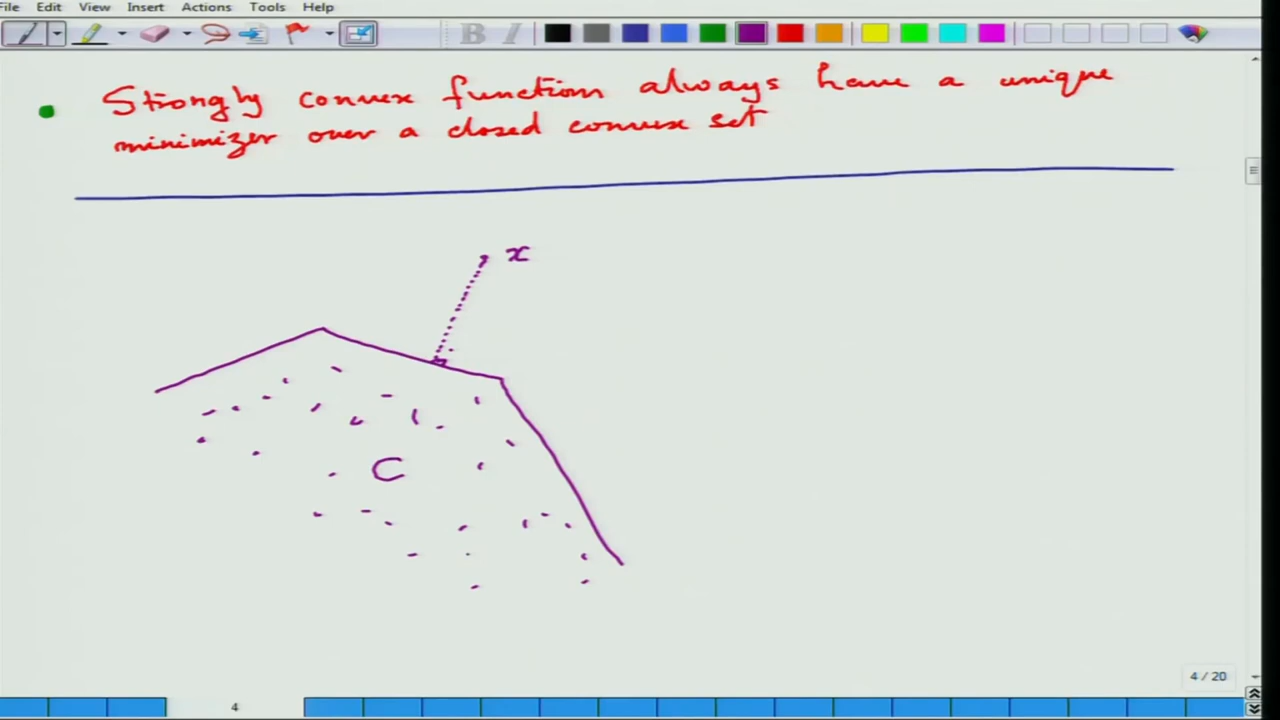 File Edit View Insert Actions Tools Help
B I
Strongly convex function always have a unique
minimizer over a closed convex set
x
C
4 / 20
4